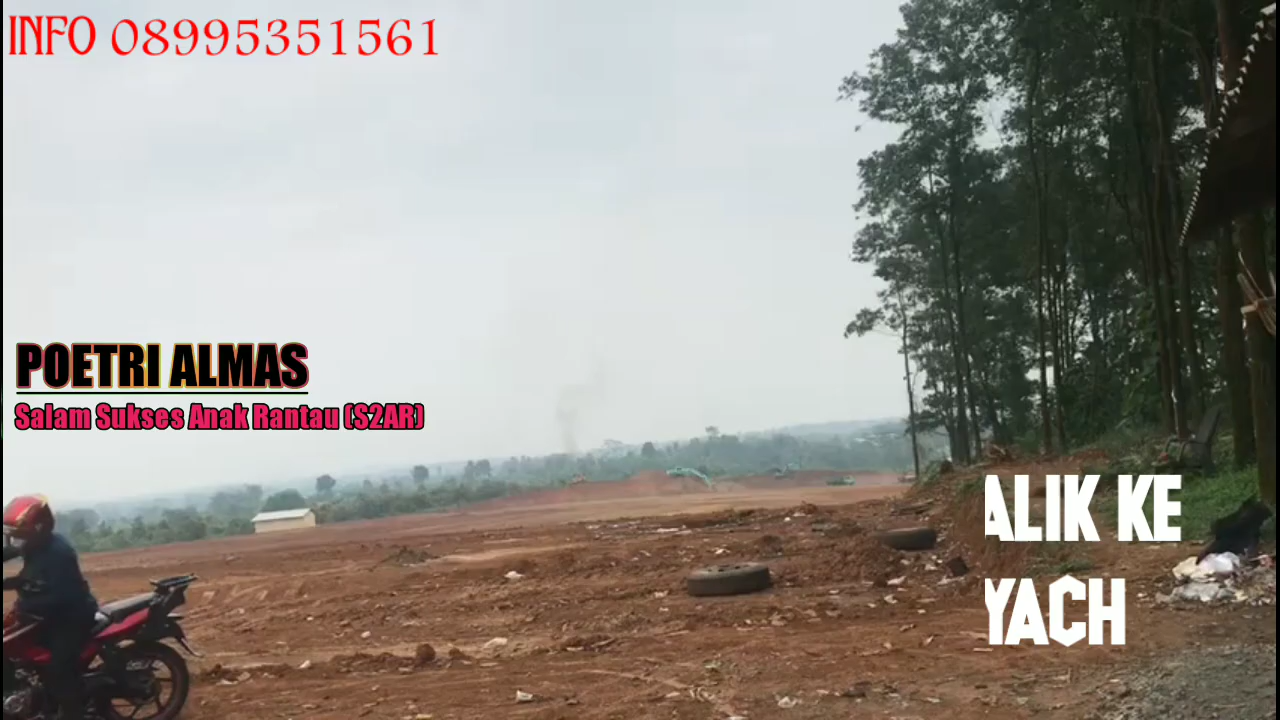 INFO 08995351561
POETRI ALMAS
Salam Sukses Anak Rantau (S2AR)
ALIK KE
YACH